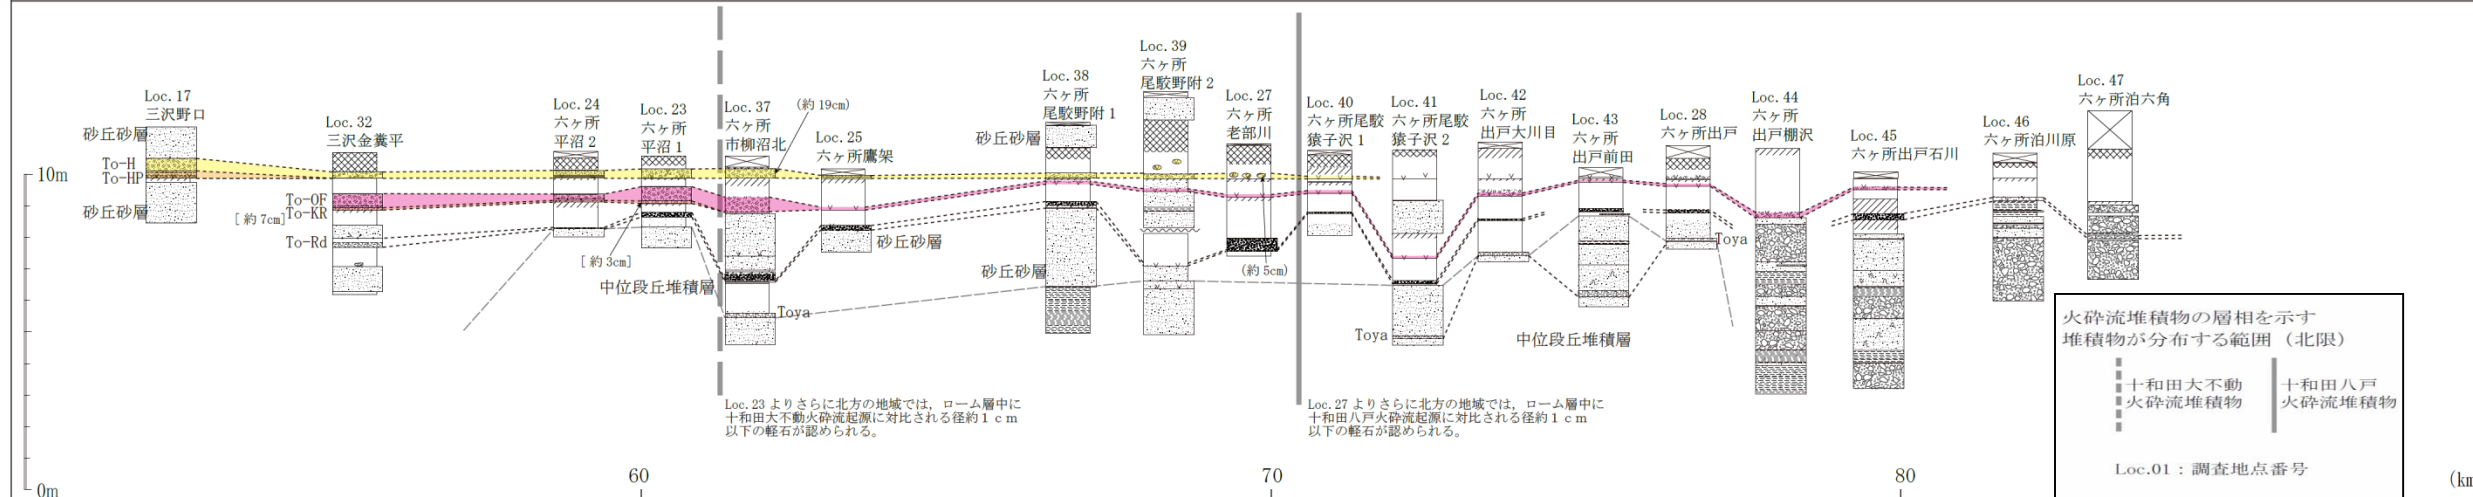 Loc. 17
三沢野口
砂丘砂層
To-H
To-HP
砂丘砂層
Loc. 32
三沢金糞平
To-OF
To-KR
[ 約 7cm]
To-Rd
Loc. 24
六ヶ所
平沼 2
Loc. 23
六ヶ所
平沼 1
[ 約 3cm]
中位段丘堆積層
Loc. 37
六ヶ所
市柳沼北
(約 19cm)
Toya
Loc. 25
六ヶ所鷹架
砂丘砂層
Loc. 38
六ヶ所
尾駮野附 1
砂丘砂層
砂丘砂層
Loc. 39
六ヶ所
尾駮野附 2
Loc. 27
六ヶ所
老部川
(約 5cm)
Loc. 40
六ヶ所尾駮
猿子沢 1
Loc. 41
六ヶ所尾駮
猿子沢 2
Toya
Loc. 42
六ヶ所
出戸大川目
Loc. 43
六ヶ所
出戸前田
中位段丘堆積層
Loc. 28
六ヶ所出戸
Toya
Loc. 44
六ヶ所
出戸棚沢
Loc. 45
六ヶ所出戸石川
Loc. 46
六ヶ所泊川原
Loc. 47
六ヶ所泊六角
10m
0m
Loc. 23 よりさらに北方の地域では，ローム層中に
十和田大不動火砕流起源に対比される径約１ｃｍ
以下の軽石が認められる。
Loc. 27 よりさらに北方の地域では，ローム層中に
十和田八戸火砕流起源に対比される径約１ｃｍ
以下の軽石が認められる。
60
70
80
(km
火砕流堆積物の層相を示す
堆積物が分布する範囲（北限）
十和田大不動
火砕流堆積物
十和田八戸
火砕流堆積物
Loc.01 : 調査地点番号